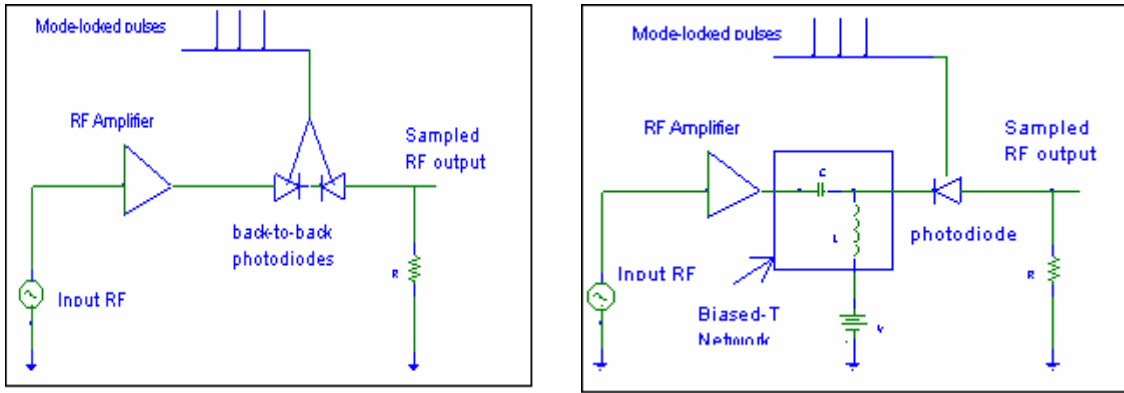 Mode-locked pulses
RF Amplifier
Sampled
RF output
back-to-back
photodiodes
R
Input RF
Mode-locked pulses
RF Amplifier
Sampled
RF output
C
L
photodiode
R
Input RF
Biased-T
Network
V